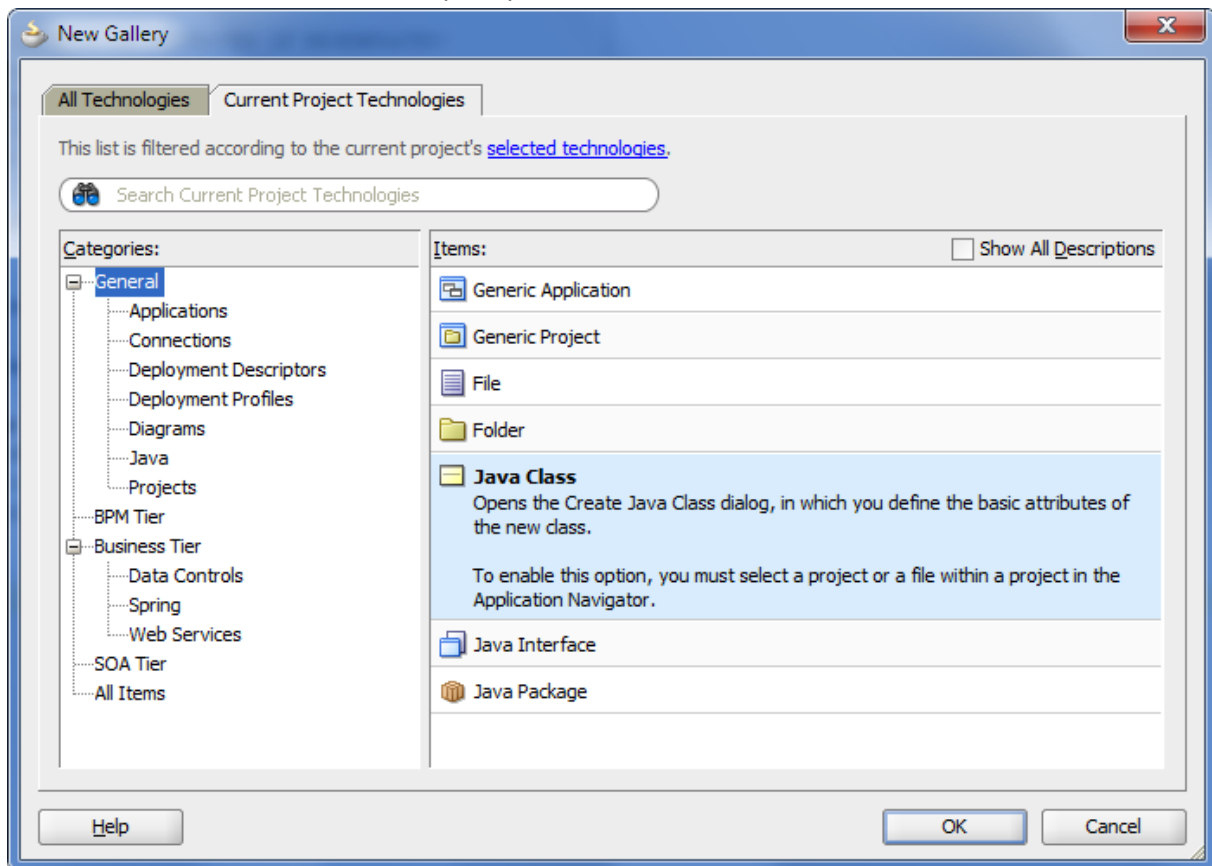 New Gallery
All Technologies
Current Project Technologies
This list is filtered according to the current project's selected technologies.
Search Current Project Technologies
Categories:
General
Applications
Connections
Deployment Descriptors
Deployment Profiles
Diagrams
Java
Projects
BPM Tier
Business Tier
Data Controls
Spring
Web Services
SOA Tier
All Items
Items:
Show All Descriptions
Generic Application
Generic Project
File
Folder
Java Class
Opens the Create Java Class dialog, in which you define the basic attributes of
the new class.
To enable this option, you must select a project or a file within a project in the
Application Navigator.
Java Interface
Java Package
Help
OK
Cancel